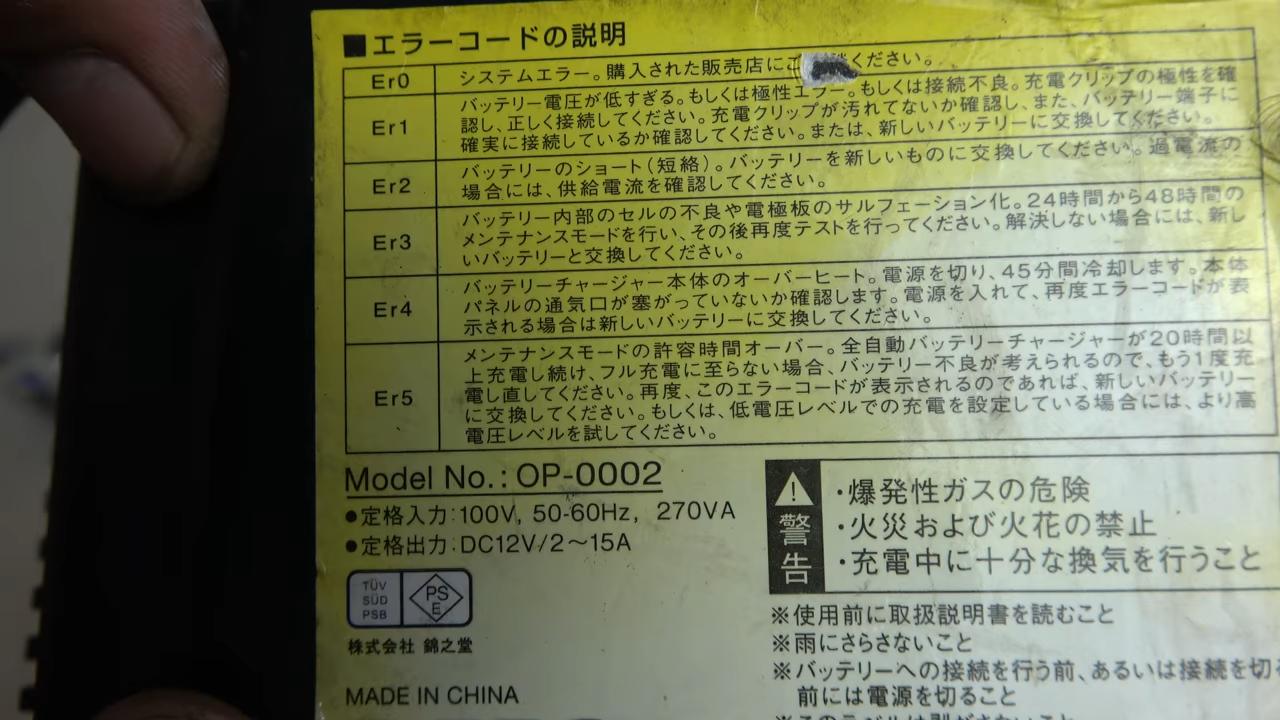 ■エラーコードの説明
Er0 システムエラー。購入された販売店にご ください。
Er1 バッテリー電圧が低すぎる。もしくは極性エラー。もしくは接続不良。充電クリップの極性を確
認し、正しく接続してください。充電クリップが汚れてないか確認し、また、バッテリー端子に
確実に接続しているか確認してください。または、新しいバッテリーに交換してください。
Er2 バッテリーのショート(短絡)。バッテリーを新しいものに交換してください。過電流の
場合には、供給電流を確認してください。
Er3 バッテリー内部のセルの不良や電極板のサルフェーション化。24時間から48時間の
メンテナンスモードを行い、その後再度テストを行ってください。解決しない場合には、新し
いバッテリーと交換してください。
Er4 バッテリーチャージャー本体のオーバーヒート。電源を切り、45分間冷却します。本体
パネルの通気口が塞がっていないか確認します。電源を入れて、再度エラーコードが表
示される場合は新しいバッテリーに交換してください。
Er5 メンテナンスモードの許容時間オーバー。全自動バッテリーチャージャーが20時間以
上充電し続け、フル充電に至らない場合、バッテリー不良が考えられるので、もう1度充
電し直してください。再度、このエラーコードが表示されるのであれば、新しいバッテリー
に交換してください。もしくは、低電圧レベルでの充電を設定している場合には、より高
電圧レベルを試してください。
Model No.: OP-0002
●定格入力:100V, 50-60Hz, 270VA
●定格出力:DC12V/2〜15A
TÜV
SÜD
PSB
PS
E
株式会社 錦之堂
MADE IN CHINA
警告
・爆発性ガスの危険
・火災および火花の禁止
・充電中に十分な換気を行うこと
※使用前に取扱説明書を読むこと
※雨にさらさないこと
※バッテリーへの接続を行う前、あるいは接続を切
前には電源を切ること